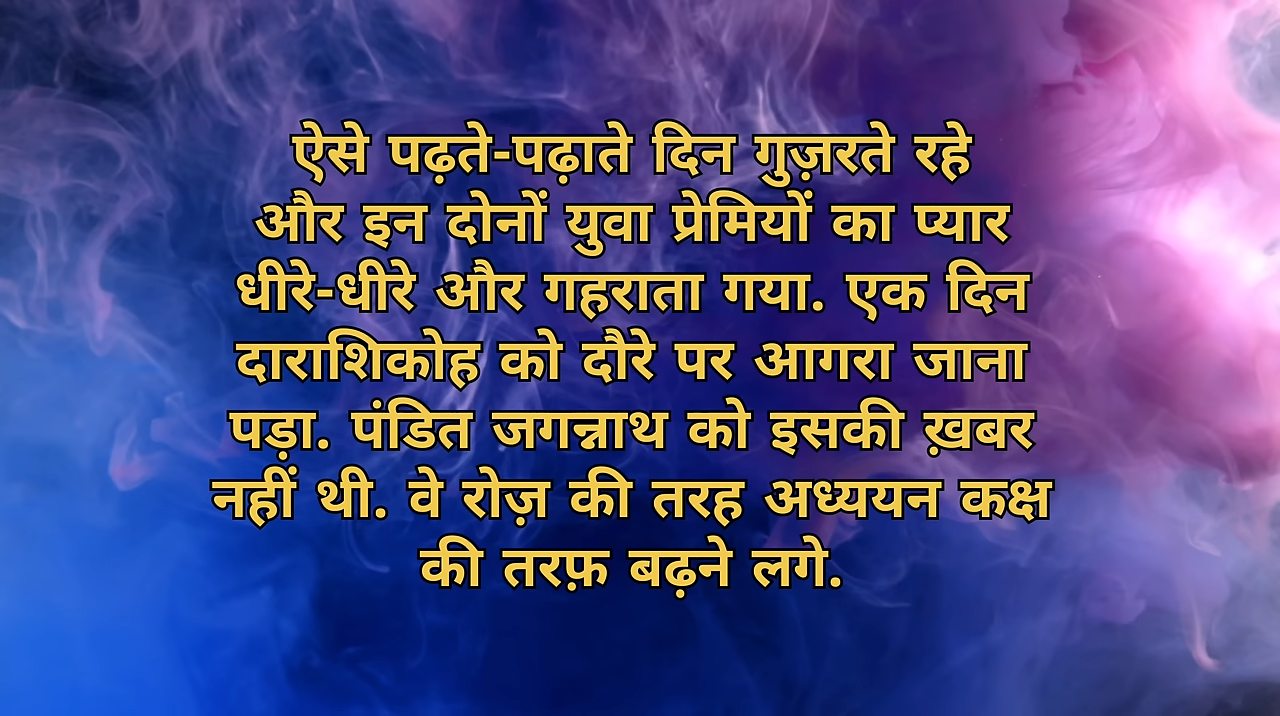 ऐसे पढ़ते-पढ़ाते दिन गुज़रते रहे
और इन दोनों युवा प्रेमियों का प्यार
धीरे-धीरे और गहराता गया. एक दिन
दाराशिकोह को दौरे पर आगरा जाना
पड़ा. पंडित जगन्नाथ को इसकी ख़बर
नहीं थी. वे रोज़ की तरह अध्ययन कक्ष
की तरफ़ बढ़ने लगे.